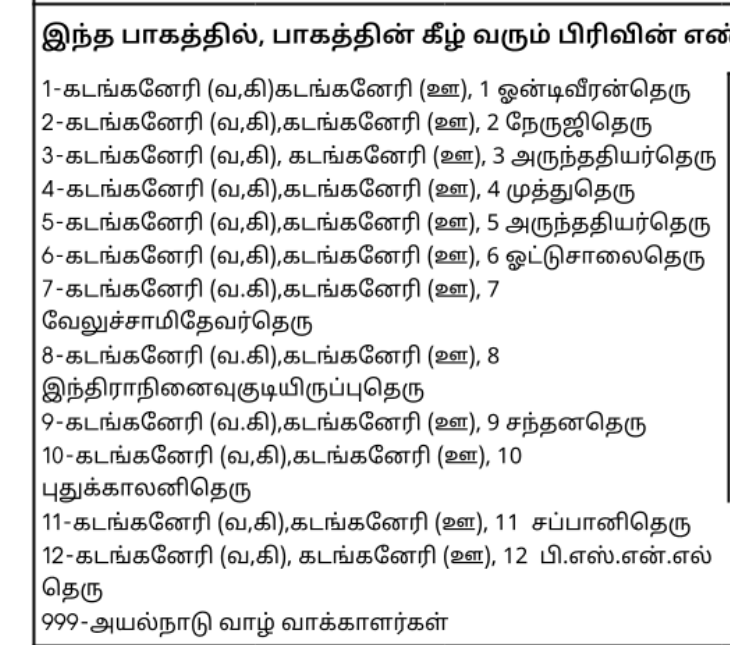 இந்த பாகத்தில், பாகத்தின் கீழ் வரும் பிரிவின் எண்
1-கடங்கனேரி (வ,கி)கடங்கனேரி (ஊ), 1 ஒன்டிவீரன்தெரு
2-கடங்கனேரி (வ,கி),கடங்கனேரி (ஊ), 2 நேருஜிதெரு
3-கடங்கனேரி (வ,கி), கடங்கனேரி (ஊ), 3 அருந்ததியர்தெரு
4-கடங்கனேரி (வ,கி),கடங்கனேரி (ஊ), 4 முத்துதெரு
5-கடங்கனேரி (வ,கி),கடங்கனேரி (ஊ), 5 அருந்ததியர்தெரு
6-கடங்கனேரி (வ,கி),கடங்கனேரி (ஊ), 6 ஓட்டுசாலைதெரு
7-கடங்கனேரி (வ.கி),கடங்கனேரி (ஊ), 7
வேலுச்சாமிதேவர்தெரு
8-கடங்கனேரி (வ.கி),கடங்கனேரி (ஊ), 8
இந்திராநினைவுகுடியிருப்புதெரு
9-கடங்கனேரி (வ.கி),கடங்கனேரி (ஊ), 9 சந்தனதெரு
10-கடங்கனேரி (வ,கி),கடங்கனேரி (ஊ), 10
புதுக்காலனிதெரு
11-கடங்கனேரி (வ,கி),கடங்கனேரி (ஊ), 11 சப்பானிதெரு
12-கடங்கனேரி (வ,கி), கடங்கனேரி (ஊ), 12 பி.எஸ்.என்.எல்
தெரு
999-அயல்நாடு வாழ் வாக்காளர்கள்